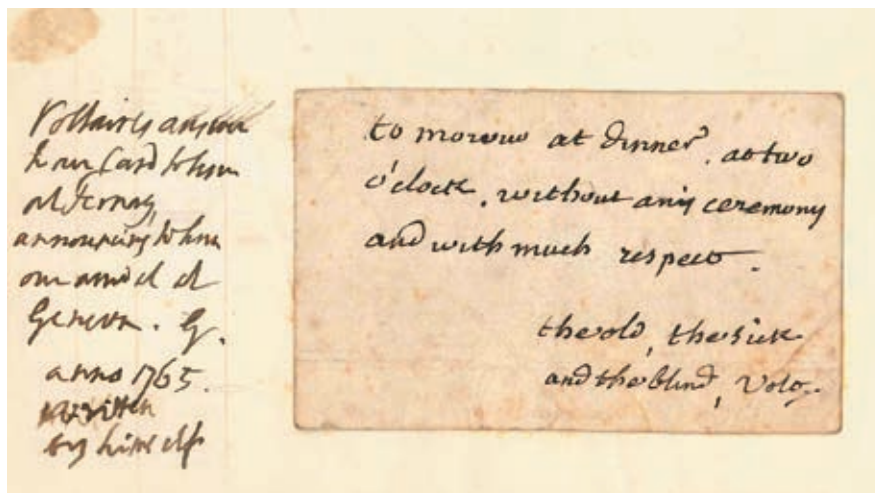 Voltaire's answer
to our Card to him
at Ferney,
announcing to him
our arrival at
Geneva. G.
anno 1765.
written
by himself
to morow at dinner, at two
o'clock, without any ceremony
and with much respect.
the old, the sick
and the blind, Volt